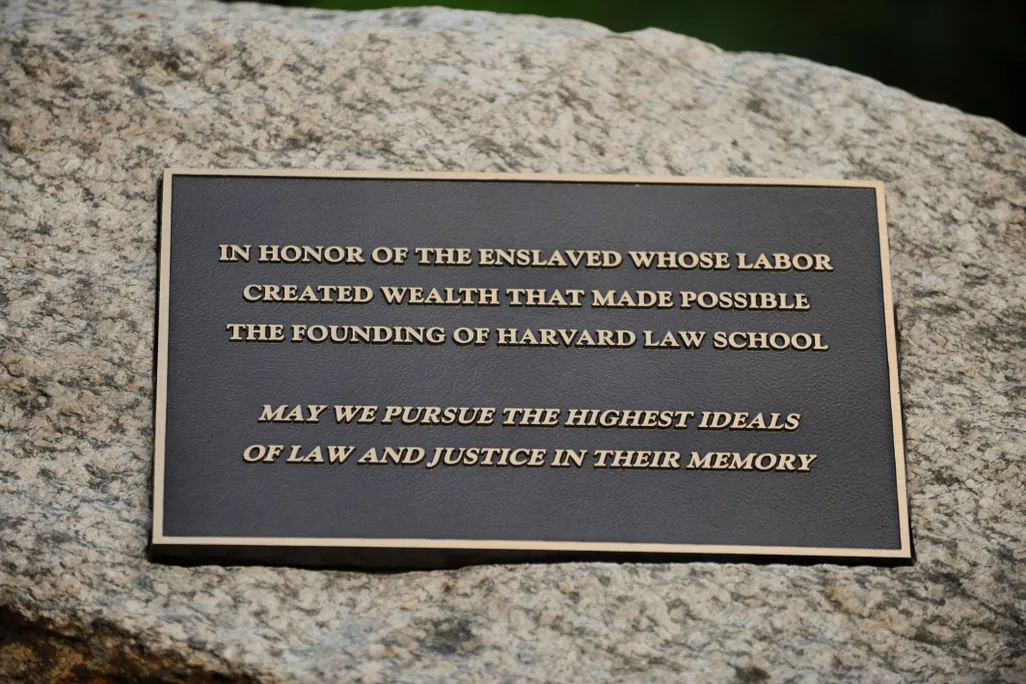 IN HONOR OF THE ENSLAVED WHOSE LABOR
CREATED WEALTH THAT MADE POSSIBLE
THE FOUNDING OF HARVARD LAW SCHOOL
MAY WE PURSUE THE HIGHEST IDEALS
OF LAW AND JUSTICE IN THEIR MEMORY